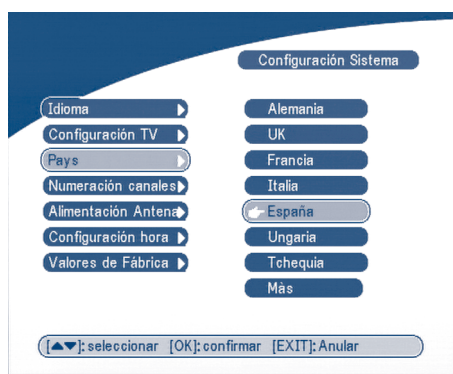 Configuración Sistema
Idioma
Configuración TV
Pays
Numeración canales
Alimentación Antena
Configuración hora
Valores de Fábrica
Alemania
UK
Francia
Italia
España
Ungaria
Tchequia
Màs
[▲▼]: seleccionar [OK]: confirmar [EXIT]: Anular